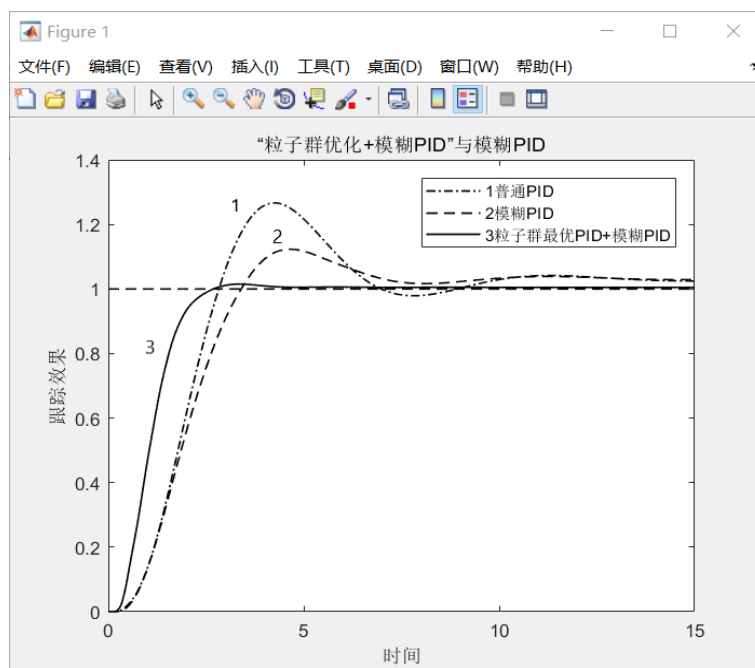 Figure 1
文件(F) 编辑(E) 查看(V) 插入(I) 工具(T) 桌面(D) 窗口(W) 帮助(H)
“粒子群优化+模糊PID”与模糊PID
1.4
1.2
1
0.8
0.6
0.4
0.2
0
跟踪效果
1
2
3
1普通PID
2模糊PID
3粒子群最优PID+模糊PID
0 5 10 15
时间